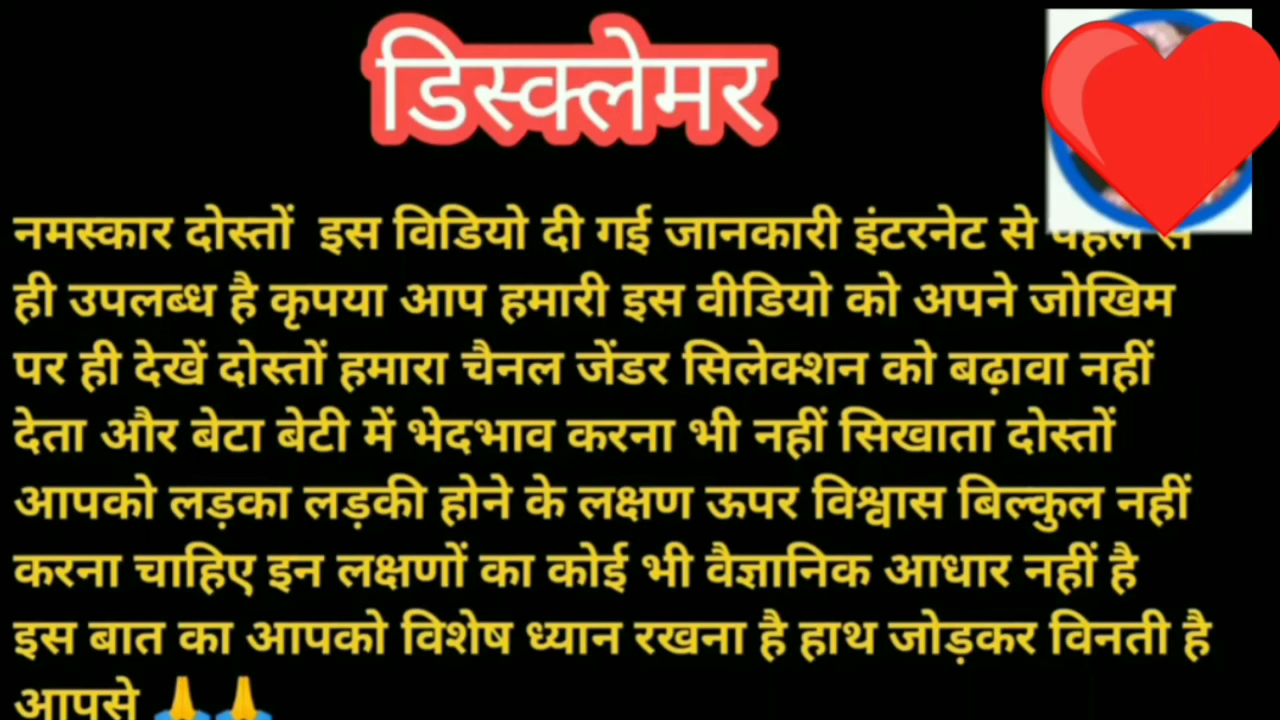 डिस्क्लेमर
नमस्कार दोस्तों इस विडियो दी गई जानकारी इंटरनेट से पहले से
ही उपलब्ध है कृपया आप हमारी इस वीडियो को अपने जोखिम
पर ही देखें दोस्तों हमारा चैनल जेंडर सिलेक्शन को बढ़ावा नहीं
देता और बेटा बेटी में भेदभाव करना भी नहीं सिखाता दोस्तों
आपको लड़का लड़की होने के लक्षण ऊपर विश्वास बिल्कुल नहीं
करना चाहिए इन लक्षणों का कोई भी वैज्ञानिक आधार नहीं है
इस बात का आपको विशेष ध्यान रखना है हाथ जोड़कर विनती है
आपसे 🙏🙏